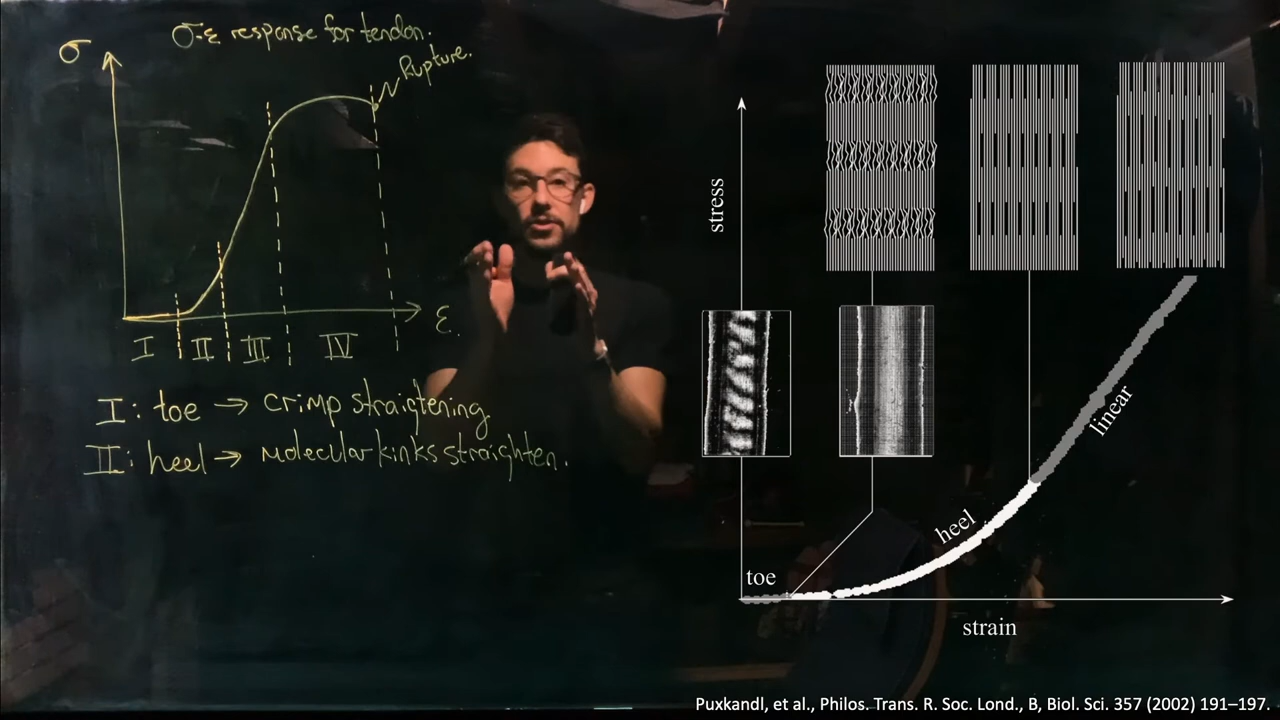 σ-ε response for tendon.
σ
Rupture.
ε.
I II III IV
I: toe → crimp straigtening.
II: heel → molecular kinks straighten.
stress
toe
heel
linear
strain
Puxkandl, et al., Philos. Trans. R. Soc. Lond., B, Biol. Sci. 357 (2002) 191–197.